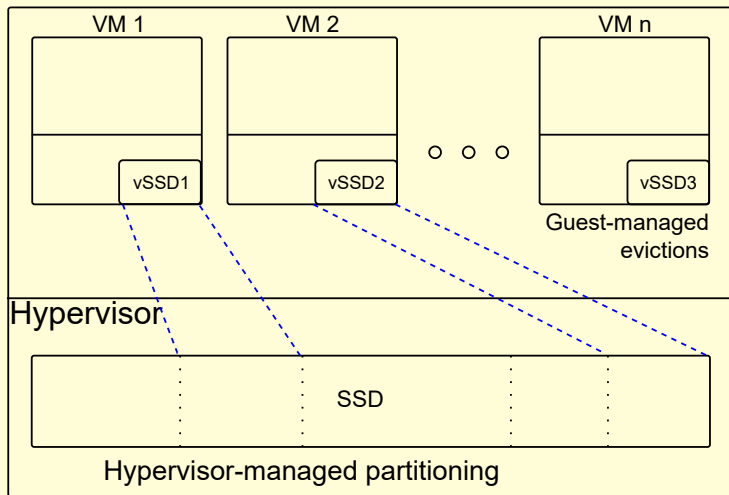 VM 1
VM 2
VM n
vSSD1
vSSD2
vSSD3
Guest-managed
evictions
Hypervisor
SSD
Hypervisor-managed partitioning